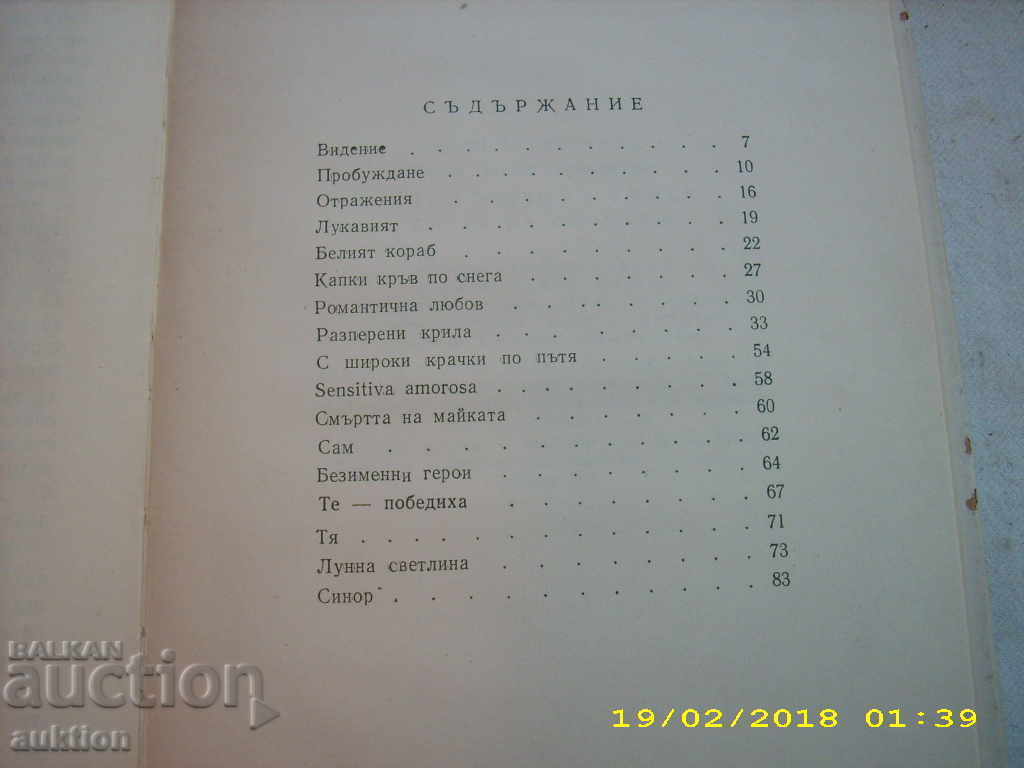 СЪДЪРЖАНИЕ
Видение . . . . . . . . . . . 7
Пробуждане . . . . . . . . . . 10
Отражения . . . . . . . . . 16
Лукавият . . . . . . . . . . 19
Белият кораб . . . . . . . . 22
Капки кръв по снега . . . . . . . 27
Романтична любов . . . . . . . 30
Разперени крила . . . . . . . 33
С широки крачки по пътя . . . . . 54
Sensitiva amorosa . . . . . . . . . 58
Смъртта на майката . . . . . . . 60
Сам . . . . . . . . . . . 62
Безименни герои . . . . . . . . 64
Те — победиха . . . . . . . . 67
Тя . . . . . . . . . . . . 71
Лунна светлина . . . . . . . . 73
Синор . . . . . . . . . . . 83
BALKAN
auction
auktion
19/02/2018 01:39